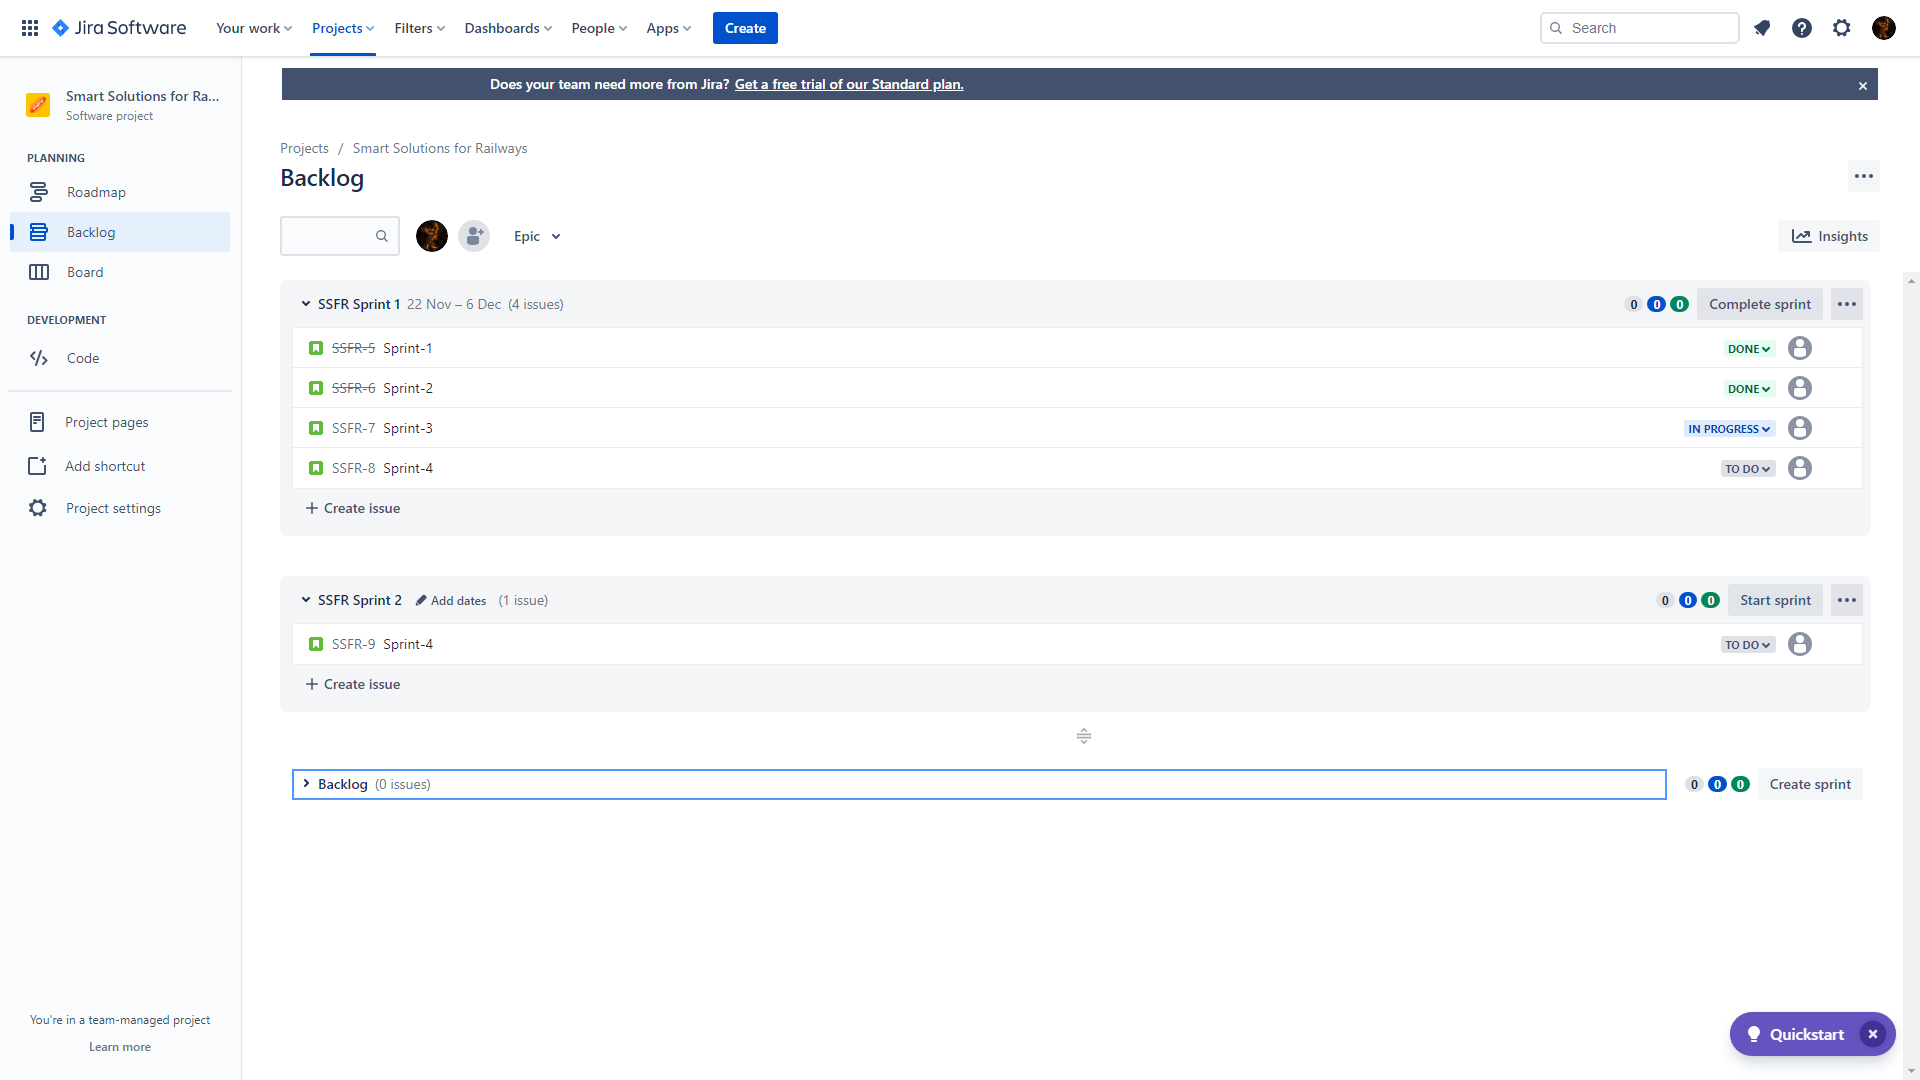 Jira Software Your work Projects Filters Dashboards People Apps Create Search
Does your team need more from Jira? Get a free trial of our Standard plan.
Smart Solutions for Ra...
Software project
PLANNING
Roadmap
Backlog
Board
DEVELOPMENT
Code
Project pages
Add shortcut
Project settings
You're in a team-managed project
Learn more
Projects / Smart Solutions for Railways
Backlog
Epic
Insights
SSFR Sprint 1 22 Nov – 6 Dec (4 issues) 0 0 0 Complete sprint
SSFR-5 Sprint-1 DONE
SSFR-6 Sprint-2 DONE
SSFR-7 Sprint-3 IN PROGRESS
SSFR-8 Sprint-4 TO DO
+ Create issue
SSFR Sprint 2 Add dates (1 issue) 0 0 0 Start sprint
SSFR-9 Sprint-4 TO DO
+ Create issue
Backlog (0 issues) 0 0 0 Create sprint
Quickstart